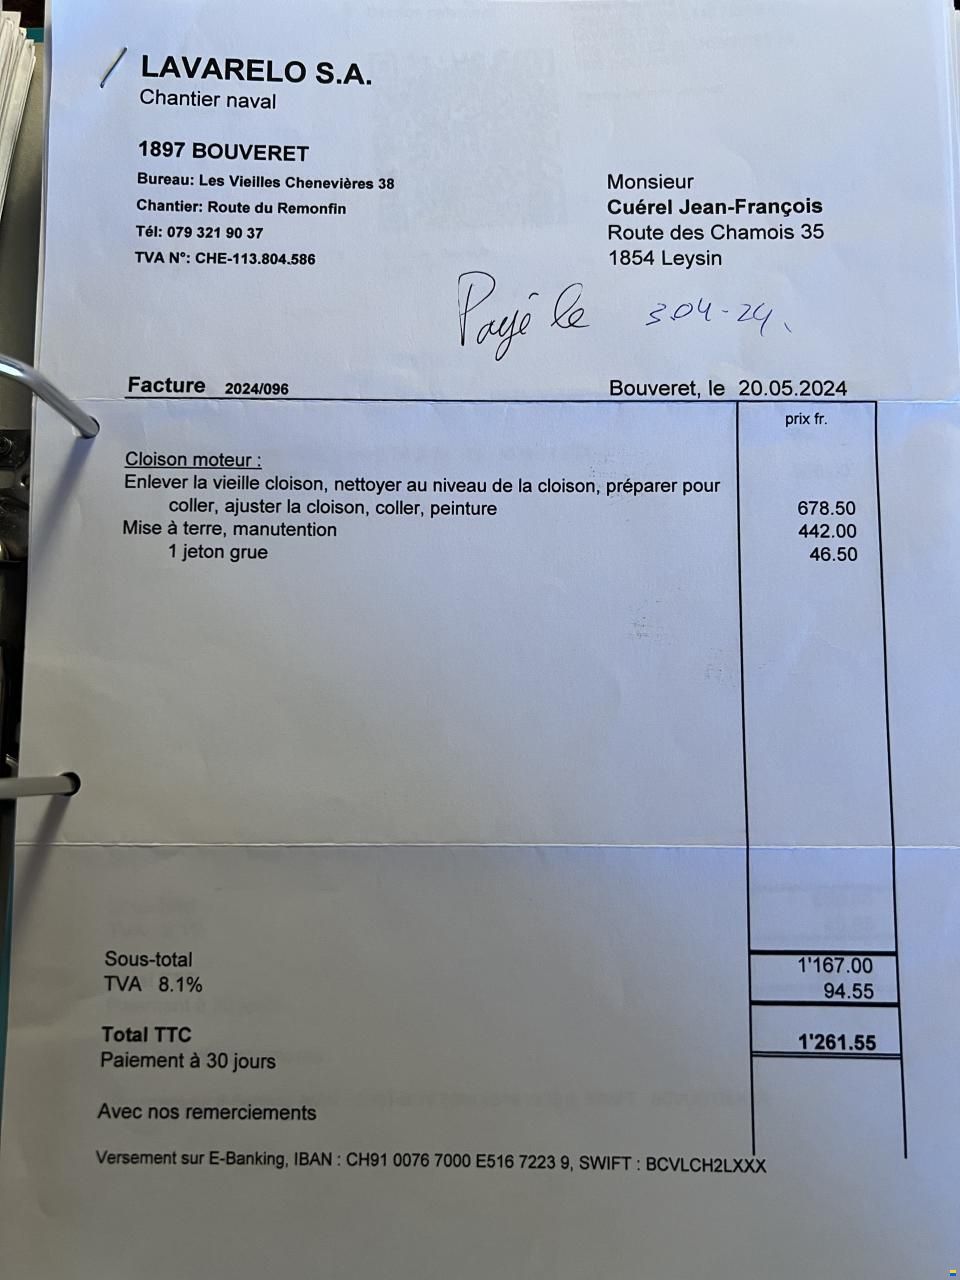 LAVARELO S.A.
Chantier naval
1897 BOUVERET
Bureau: Les Vieilles Chenevières 38
Chantier: Route du Remonfin
Tél: 079 321 90 37
TVA N°: CHE-113.804.586
Monsieur
Cuérel Jean-François
Route des Chamois 35
1854 Leysin
Payé le 3.04-24.
Facture 2024/096 Bouveret, le 20.05.2024
prix fr.
Cloison moteur :
Enlever la vieille cloison, nettoyer au niveau de la cloison, préparer pour
coller, ajuster la cloison, coller, peinture 678.50
Mise à terre, manutention 442.00
1 jeton grue 46.50
Sous-total 1'167.00
TVA 8.1% 94.55
Total TTC 1'261.55
Paiement à 30 jours
Avec nos remerciements
Versement sur E-Banking, IBAN : CH91 0076 7000 E516 7223 9, SWIFT : BCVLCH2LXXX